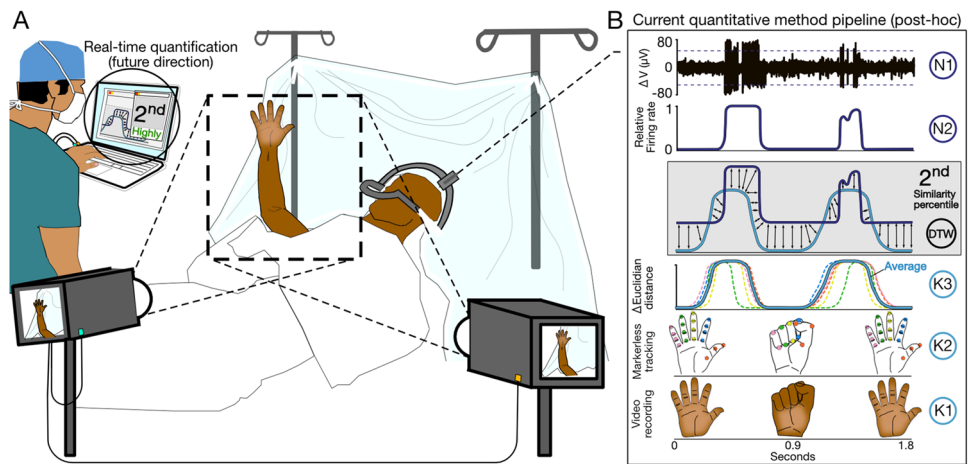 A
Real-time quantification
(future direction)
2nd
Highly
B
Current quantitative method pipeline (post-hoc)
Δ V (µV)
80
0
-80
N1
Relative
Firing rate
1
0
N2
2nd
Similarity
percentile
DTW
ΔEuclidian
distance
Average
K3
Markerless
tracking
K2
Video
recording
K1
0
0.9
1.8
Seconds